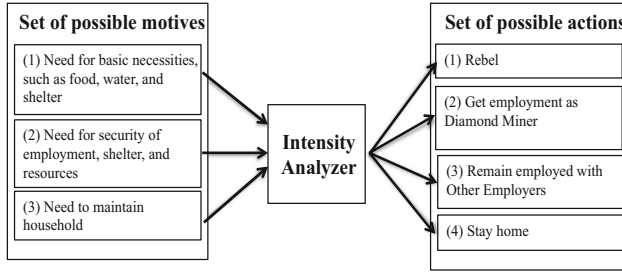 Set of possible motives
(1) Need for basic necessities,
such as food, water, and
shelter
(2) Need for security of
employment, shelter, and
resources
(3) Need to maintain
household
Intensity
Analyzer
Set of possible actions
(1) Rebel
(2) Get employment as
Diamond Miner
(3) Remain employed with
Other Employers
(4) Stay home